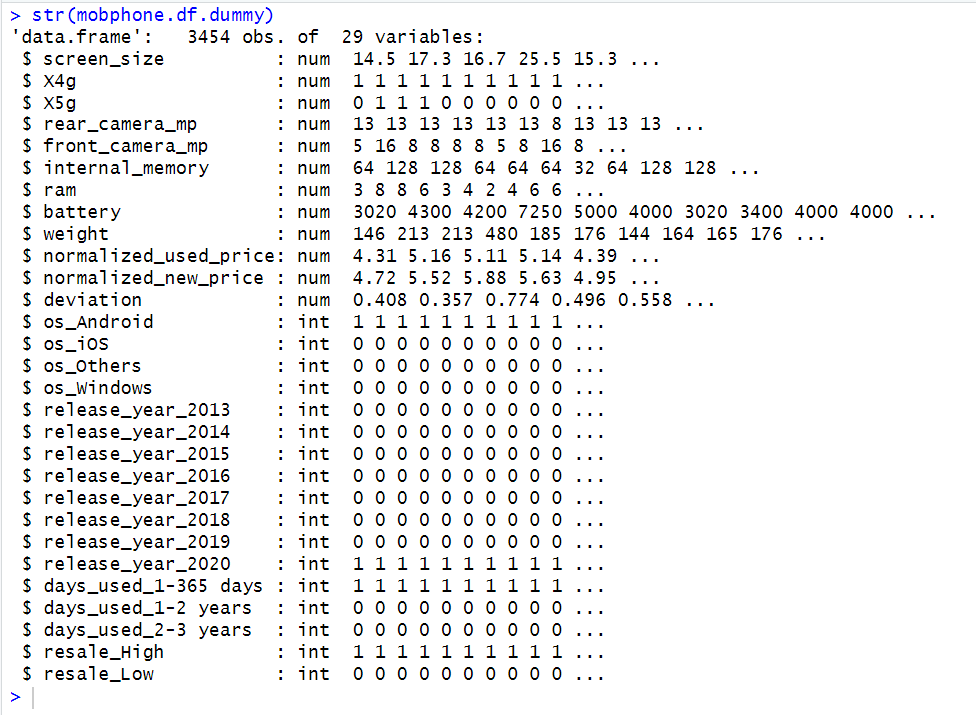 > str(mobphone.df.dummy)
'data.frame':   3454 obs. of  29 variables:
 $ screen_size          : num  14.5 17.3 16.7 25.5 15.3 ...
 $ X4g                  : num  1 1 1 1 1 1 1 1 1 1 ...
 $ X5g                  : num  0 1 1 1 0 0 0 0 0 0 ...
 $ rear_camera_mp       : num  13 13 13 13 13 13 8 13 13 13 ...
 $ front_camera_mp      : num  5 16 8 8 8 8 5 8 16 8 ...
 $ internal_memory      : num  64 128 128 64 64 64 32 64 128 128 ...
 $ ram                  : num  3 8 8 6 3 4 2 4 6 6 ...
 $ battery              : num  3020 4300 4200 7250 5000 4000 3020 3400 4000 4000 ...
 $ weight               : num  146 213 213 480 185 176 144 164 165 176 ...
 $ normalized_used_price: num  4.31 5.16 5.11 5.14 4.39 ...
 $ normalized_new_price : num  4.72 5.52 5.88 5.63 4.95 ...
 $ deviation            : num  0.408 0.357 0.774 0.496 0.558 ...
 $ os_Android           : int  1 1 1 1 1 1 1 1 1 1 ...
 $ os_iOS               : int  0 0 0 0 0 0 0 0 0 0 ...
 $ os_Others            : int  0 0 0 0 0 0 0 0 0 0 ...
 $ os_Windows           : int  0 0 0 0 0 0 0 0 0 0 ...
 $ release_year_2013    : int  0 0 0 0 0 0 0 0 0 0 ...
 $ release_year_2014    : int  0 0 0 0 0 0 0 0 0 0 ...
 $ release_year_2015    : int  0 0 0 0 0 0 0 0 0 0 ...
 $ release_year_2016    : int  0 0 0 0 0 0 0 0 0 0 ...
 $ release_year_2017    : int  0 0 0 0 0 0 0 0 0 0 ...
 $ release_year_2018    : int  0 0 0 0 0 0 0 0 0 0 ...
 $ release_year_2019    : int  0 0 0 0 0 0 0 0 0 0 ...
 $ release_year_2020    : int  1 1 1 1 1 1 1 1 1 1 ...
 $ days_used_1-365 days : int  1 1 1 1 1 1 1 1 1 1 ...
 $ days_used_1-2 years  : int  0 0 0 0 0 0 0 0 0 0 ...
 $ days_used_2-3 years  : int  0 0 0 0 0 0 0 0 0 0 ...
 $ resale_High          : int  1 1 1 1 1 1 1 1 1 1 ...
 $ resale_Low           : int  0 0 0 0 0 0 0 0 0 0 ...
>